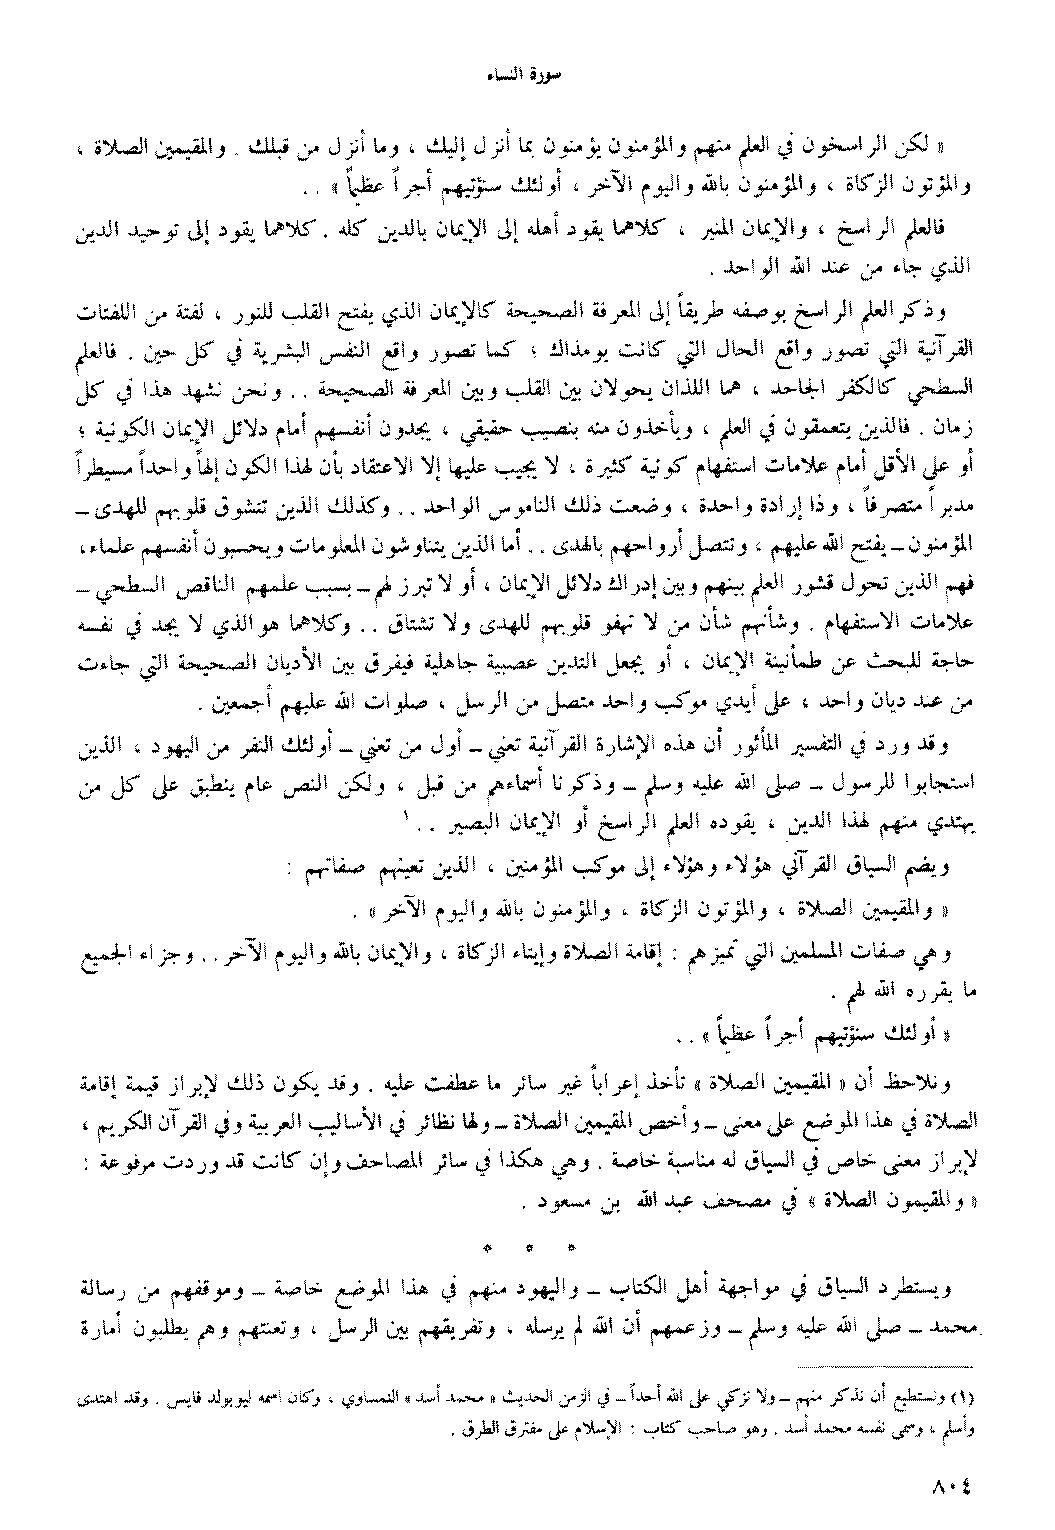 سورة النساء
« لكن الراسخون في العلم منهم والمؤمنون يؤمنون بما أنزل إليك ، وما أنزل من قبلك . والمقيمين الصلاة ،
والمؤتون الزكاة ، والمؤمنون بالله واليوم الآخر ، أولئك سنؤتيهم أجراً عظيماً » . .
فالعلم الراسخ ، والإيمان المنير ، كلاهما يقود أهله إلى الإيمان بالدين كله . كلاهما يقود إلى توحيد الدين
الذي جاء من عند الله الواحد .
وذكر العلم الراسخ بوصفه طريقاً إلى المعرفة الصحيحة كالإيمان الذي يفتح القلب للنور ، لفتة من اللفتات
القرآنية التي تصور واقع الحال التي كانت يومذاك ؛ كما تصور واقع النفس البشرية في كل حين . فالعلم
السطحي كالكفر الجاحد ، هما اللذان يحولان بين القلب وبين المعرفة الصحيحة . . ونحن نشهد هذا في كل
زمان . فالذين يتعمقون في العلم ، ويأخذون منه بنصيب حقيقي ، يجدون أنفسهم أمام دلائل الإيمان الكونية ؛
أو على الأقل أمام علامات استفهام كونية كثيرة ، لا يجيب عليها إلا الاعتقاد بأن لهذا الكون إلهاً واحداً مسيطراً
مدبراً متصرفاً ، وذا إرادة واحدة ، وضعت ذلك الناموس الواحد . . وكذلك الذين تتشوق قلوبهم للهدى –
المؤمنون – يفتح الله عليهم ، وتتصل أرواحهم بالهدى . . أما الذين يتناوشون المعلومات ويحسبون أنفسهم علماء،
فهم الذين تحول قشور العلم بينهم وبين إدراك دلائل الإيمان ، أو لا تبرز لهم – بسبب علمهم الناقص السطحي –
علامات الاستفهام . وشأنهم شأن من لا تهفو قلوبهم للهدى ولا تشتاق . . وكلاهما هو الذي لا يجد في نفسه
حاجة للبحث عن طمأنينة الإيمان ، أو يجعل التدين عصبية جاهلية فيفرق بين الأديان الصحيحة التي جاءت
من عند ديان واحد ، على أيدي موكب واحد متصل من الرسل ، صلوات الله عليهم أجمعين .
وقد ورد في التفسير المأثور أن هذه الإشارة القرآنية تعني – أول من تعني – أولئك النفر من اليهود ، الذين
استجابوا للرسول – صلى الله عليه وسلم – وذكرنا أسماءهم من قبل ، ولكن النص عام ينطبق على كل من
يهتدي منهم لهذا الدين ، يقوده العلم الراسخ أو الإيمان البصير . . ١
ويضم السياق القرآني هؤلاء وهؤلاء إلى موكب المؤمنين ، الذين تعينهم صفاتهم :
« والمقيمين الصلاة ، والمؤتون الزكاة ، والمؤمنون بالله واليوم الآخر » .
وهي صفات المسلمين التي تميزهم : إقامة الصلاة وإيتاء الزكاة ، والإيمان بالله واليوم الآخر . . وجزاء الجميع
ما يقرره الله لهم .
« أولئك سنؤتيهم أجراً عظيماً » . .
ونلاحظ أن « المقيمين الصلاة » تأخذ إعراباً غير سائر ما عطفت عليه . وقد يكون ذلك لإبراز قيمة إقامة
الصلاة في هذا الموضع على معنى – وأخص المقيمين الصلاة – ولها نظائر في الأساليب العربية وفي القرآن الكريم ،
لإبراز معنى خاص في السياق له مناسبة خاصة . وهي هكذا في سائر المصاحف وإن كانت قد وردت مرفوعة :
« والمقيمون الصلاة » في مصحف عبد الله بن مسعود .
* * *
ويستطرد السياق في مواجهة أهل الكتاب – واليهود منهم في هذا الموضع خاصة – وموقفهم من رسالة
محمد – صلى الله عليه وسلم – وزعمهم أن الله لم يرسله ، وتفريقهم بين الرسل ، وتعنتهم وهم يطلبون أمارة
(١) ونستطيع أن نذكر منهم – ولا نزكي على الله أحداً – في الزمن الحديث « محمد أسد » النمساوي ، وكان اسمه ليوبولد فايس . وقد اهتدى
وأسلم ، وسمى نفسه محمد أسد . وهو صاحب كتاب : الإسلام على مفترق الطرق .
٨٠٤